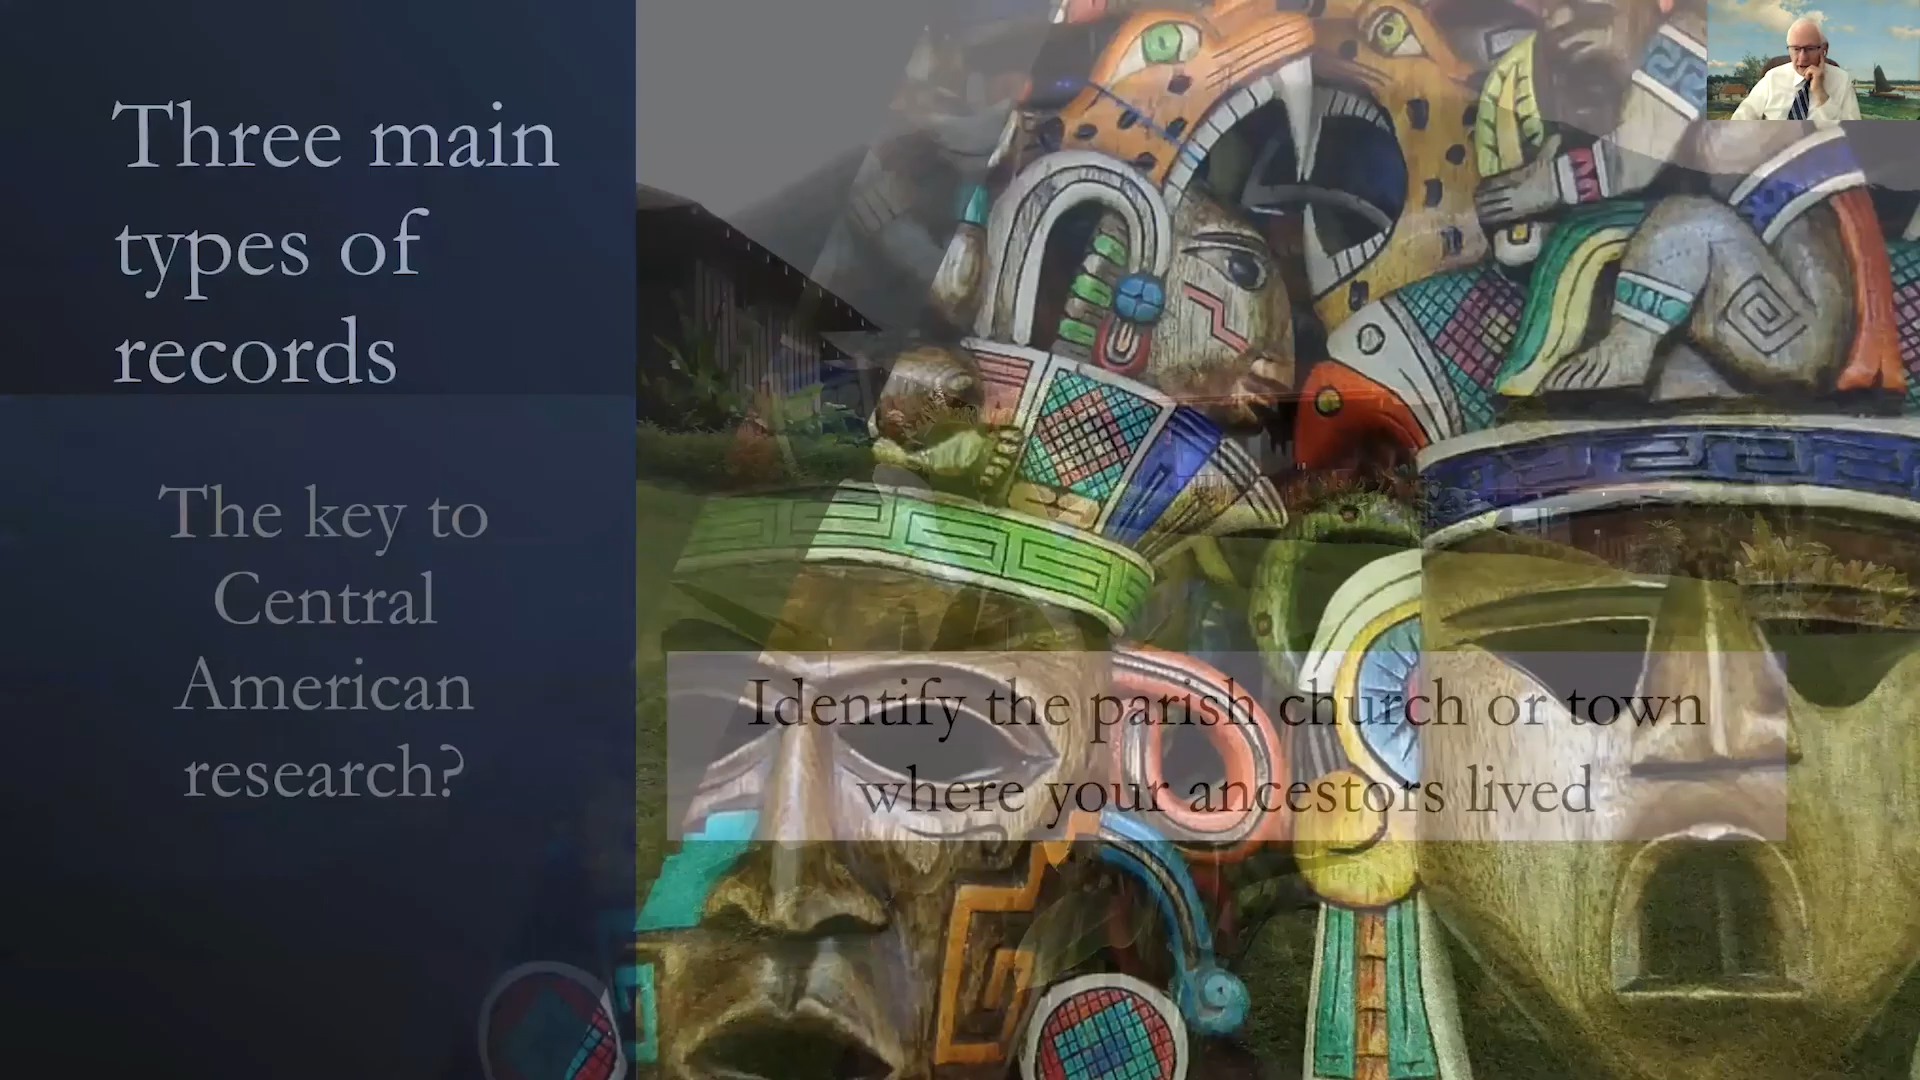 Three main
types of
records
The key to
Central
American
research?
Identify the parish church or town
where your ancestors lived